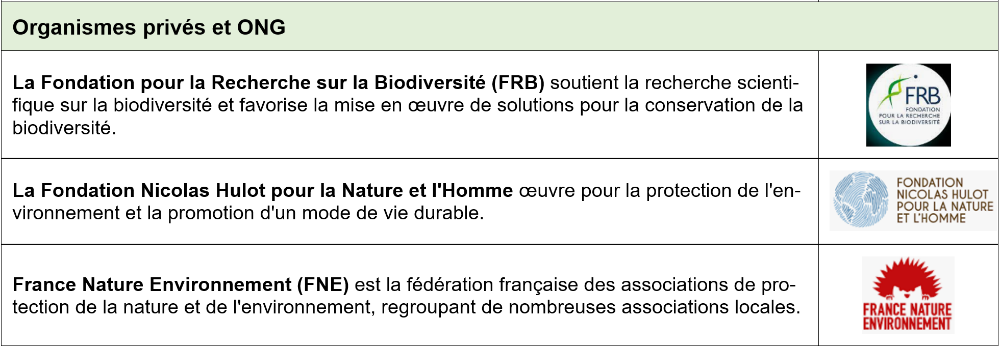 Organismes privés et ONG
La Fondation pour la Recherche sur la Biodiversité (FRB) soutient la recherche scienti-
fique sur la biodiversité et favorise la mise en œuvre de solutions pour la conservation de la
biodiversité.
FRB
FONDATION
POUR LA RECHERCHE
SUR LA BIODIVERSITÉ
La Fondation Nicolas Hulot pour la Nature et l'Homme œuvre pour la protection de l'en-
vironnement et la promotion d'un mode de vie durable.
FONDATION
NICOLAS HULOT
POUR LA NATURE
ET L'HOMME
France Nature Environnement (FNE) est la fédération française des associations de pro-
tection de la nature et de l'environnement, regroupant de nombreuses associations locales.
FRANCE NATURE
ENVIRONNEMENT